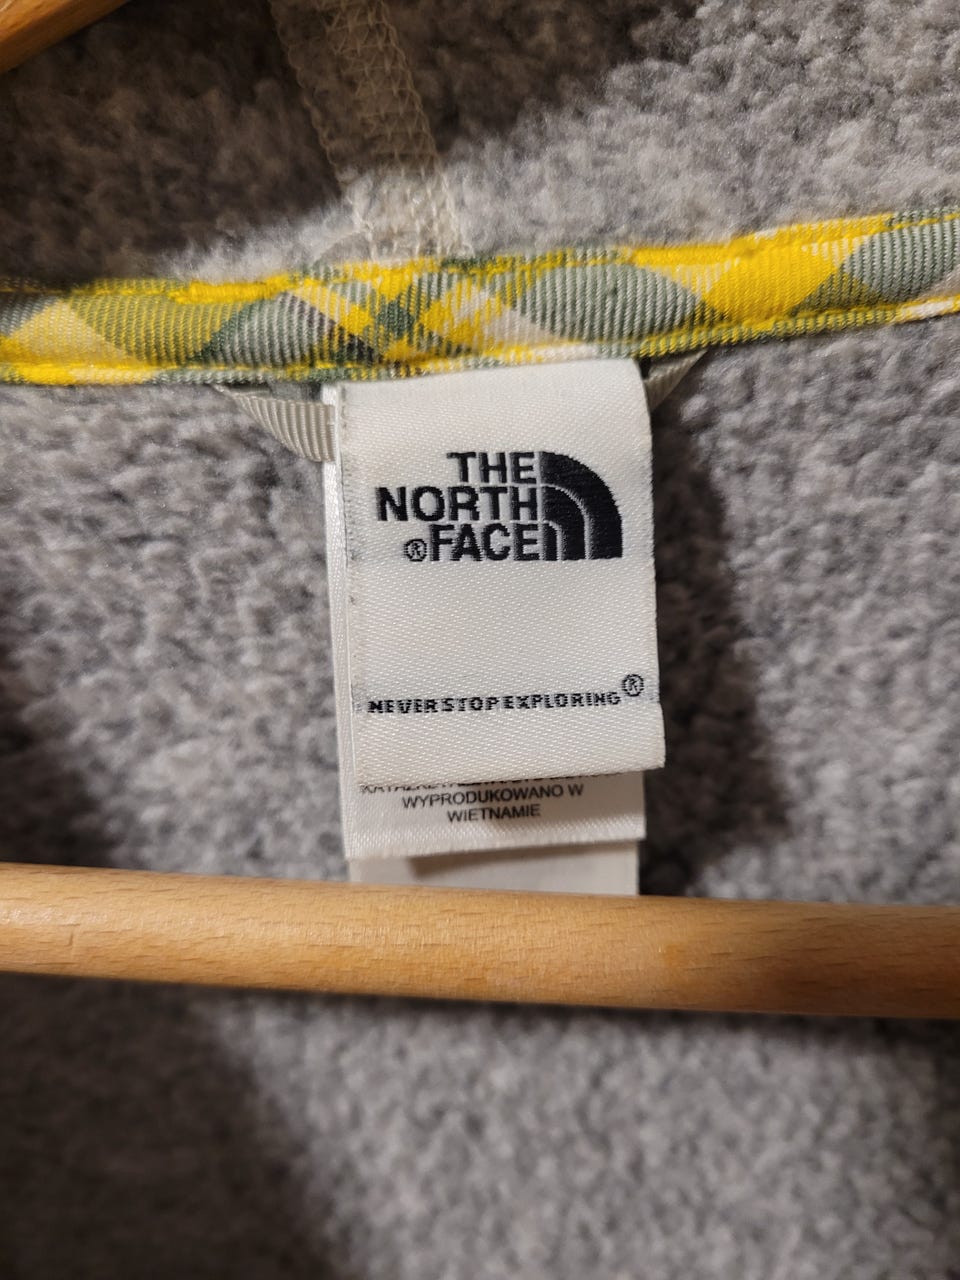 THE
NORTH
®FACE
NEVER STOP EXPLORING®
WYPRODUKOWANO W
WIETNAMIE